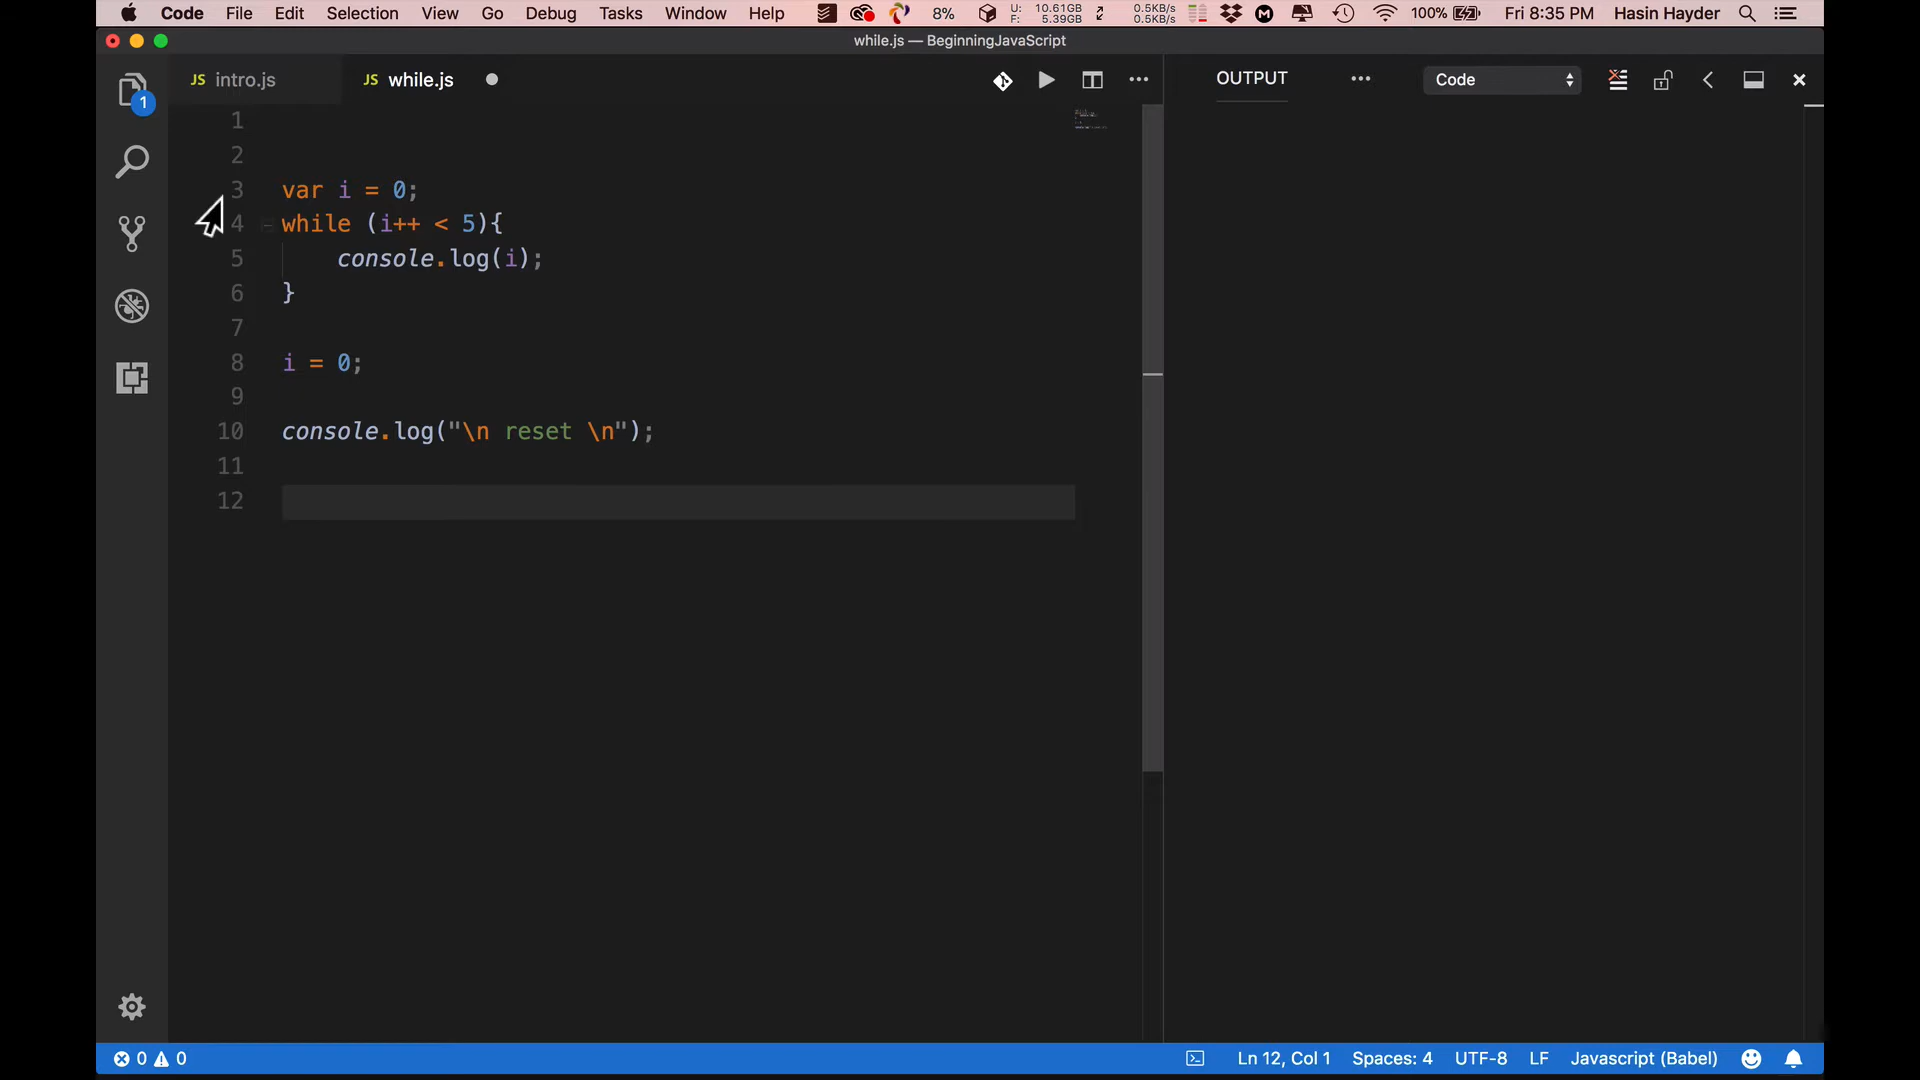 Code File Edit Selection View Go Debug Tasks Window Help 8% U: 10.61GB F: 5.39GB 0.5KB/s 0.5KB/s 100% Fri 8:35 PM Hasin Hayder
while.js — BeginningJavaScript
JS intro.js JS while.js OUTPUT Code
1
1
2
3 var i = 0;
4 while (i++ < 5){
5 console.log(i);
6 }
7
8 i = 0;
9
10 console.log("\n reset \n");
11
12
0 0 Ln 12, Col 1 Spaces: 4 UTF-8 LF Javascript (Babel)